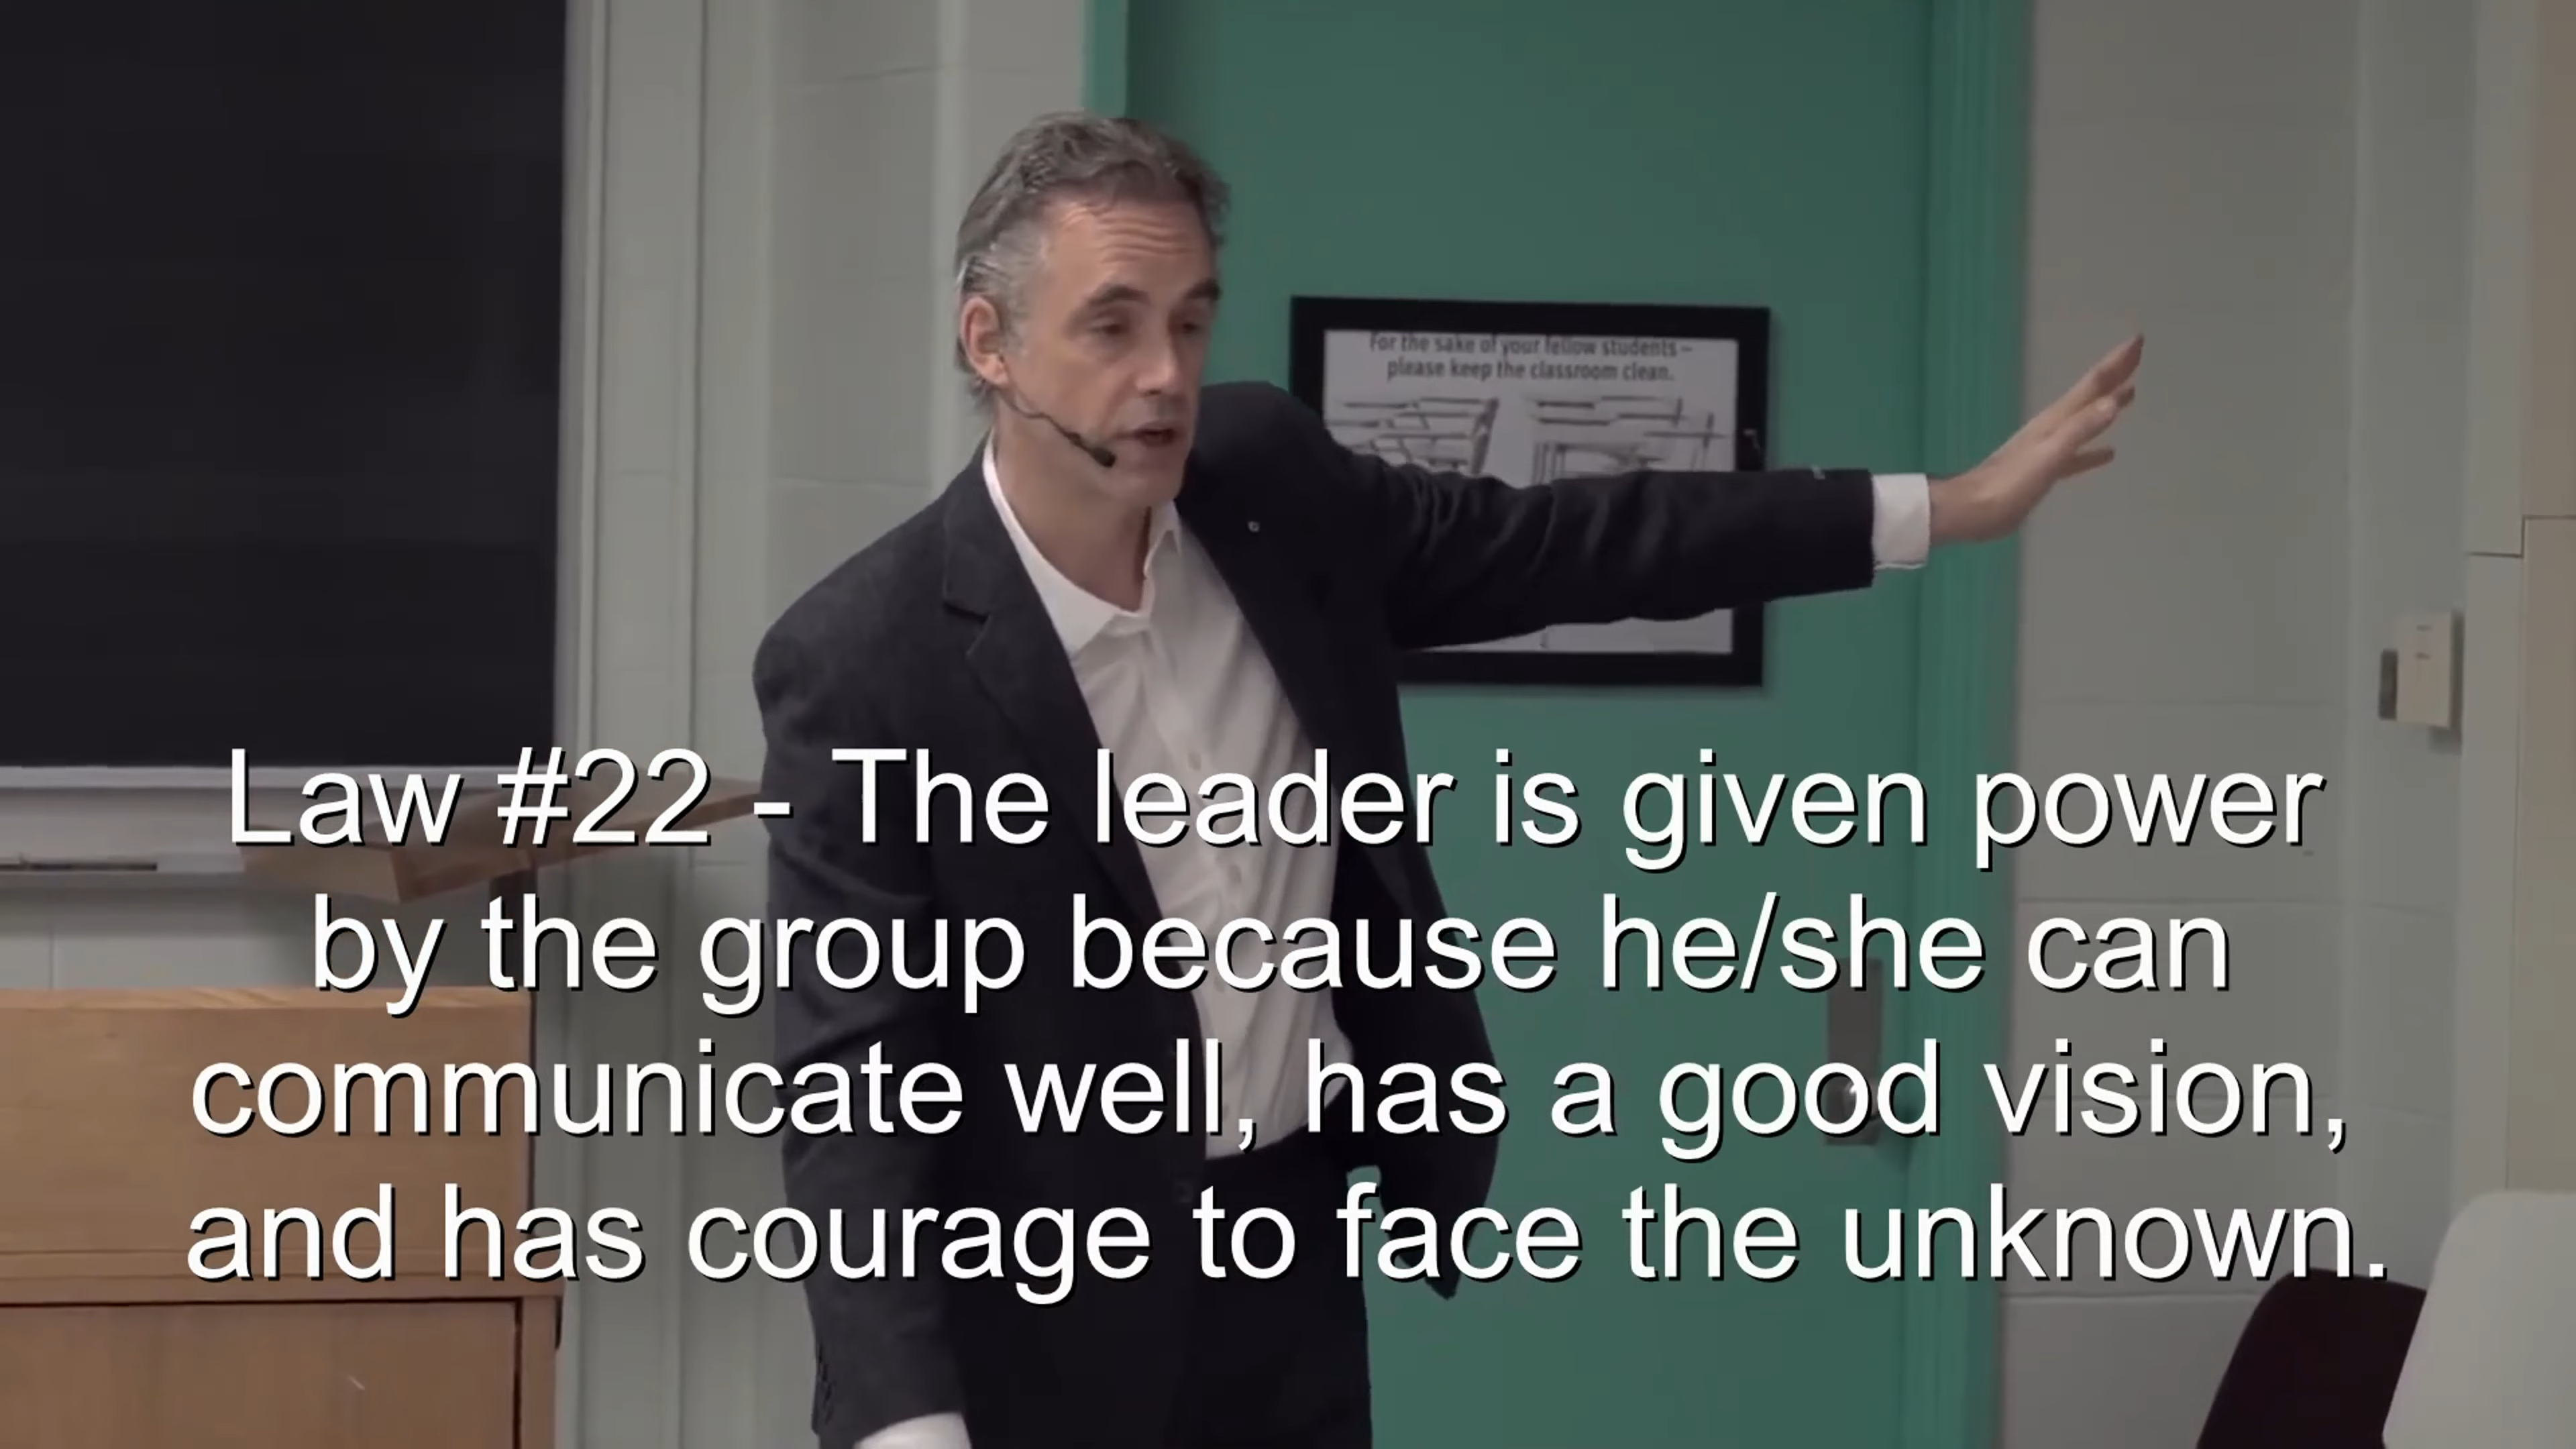 For the sake of your fellow students –
please keep the classroom clean.
Law #22 - The leader is given power
by the group because he/she can
communicate well, has a good vision,
and has courage to face the unknown.